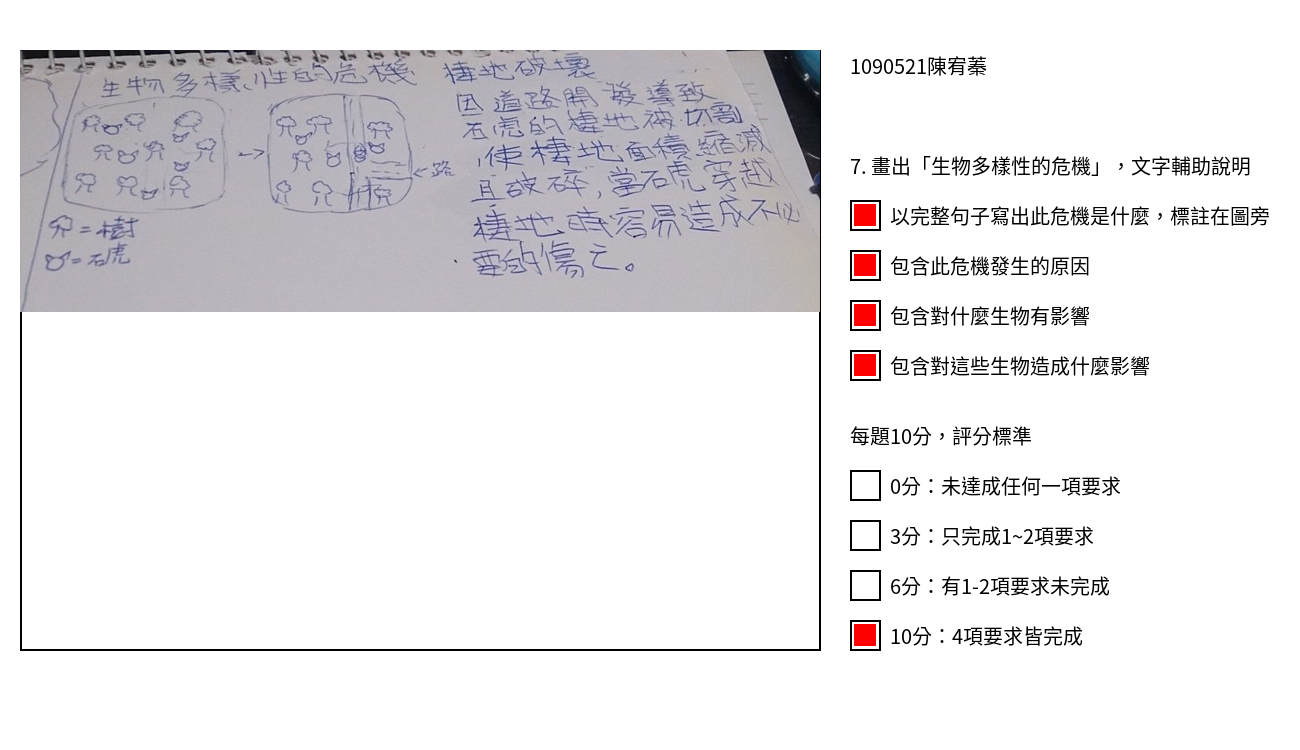 生物多樣性的危機
棲地破壞
因道路開發導致
石虎的棲地被切割
,使棲地面積縮減
且破碎,當石虎穿越
棲地時容易造成不必
要的傷亡。
←路
=樹
=石虎
1090521陳宥蓁
7. 畫出「生物多樣性的危機」，文字輔助說明
以完整句子寫出此危機是什麼，標註在圖旁
包含此危機發生的原因
包含對什麼生物有影響
包含對這些生物造成什麼影響
每題10分，評分標準
0分：未達成任何一項要求
3分：只完成1~2項要求
6分：有1-2項要求未完成
10分：4項要求皆完成